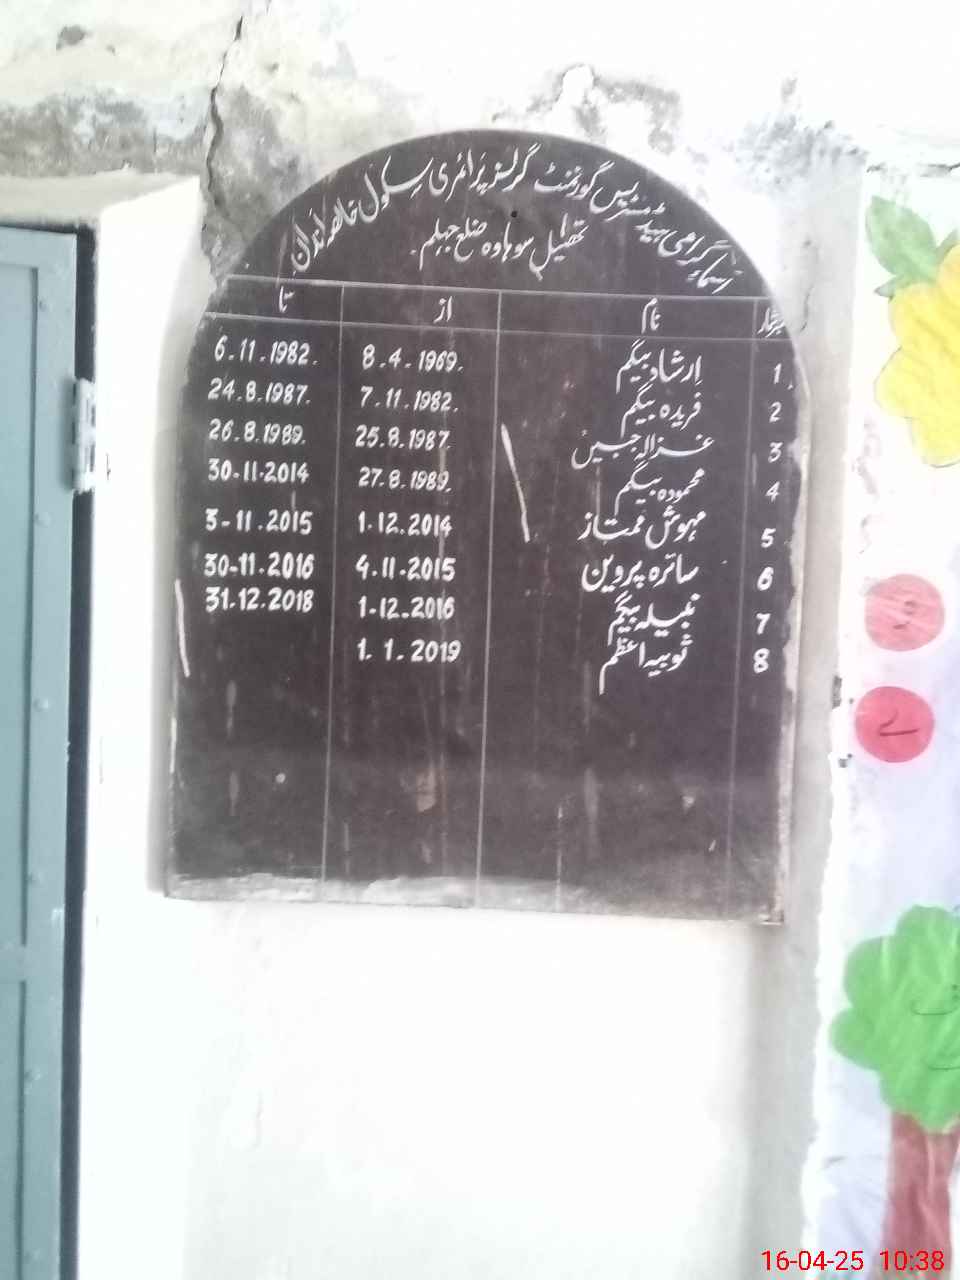 اسمائے گرامی ہیڈ مسٹریس گورنمنٹ گرلز پرائمری سکول
تحصیل سوہاوہ ضلع جہلم۔
نمبر شمار نام از تا
1 ارشاد بیگم 8.4.1969. 6.11.1982.
2 فریدہ بیگم 7.11.1982. 24.8.1987.
3 غزالہ جبیں 25.8.1987. 26.8.1989.
4 محمودہ بیگم 27.8.1989. 30.11.2014
5 مہوش ممتاز 1.12.2014 3-11.2015
6 سائرہ پروین 4.11.2015 30-11.2016
7 نبیلہ بیگم 1-12.2016 31.12.2018
8 ثوبیہ اعظم 1.1.2019
16-04-25 10:38